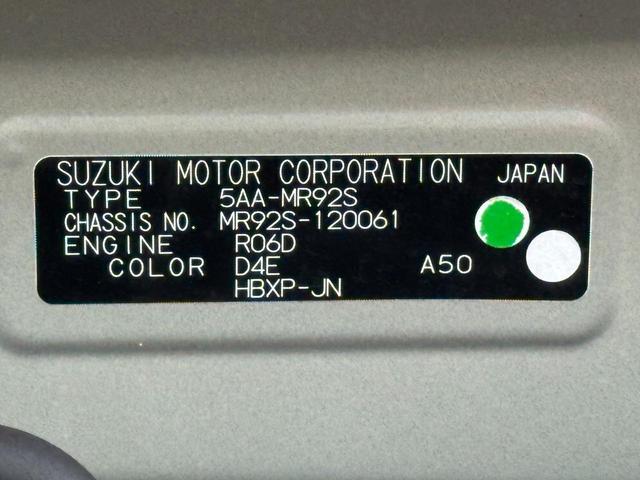 SUZUKI MOTOR CORPORATION JAPAN
TYPE 5AA-MR92S
CHASSIS NO. MR92S-120061
ENGINE R06D
COLOR D4E A50
HBXP-JN